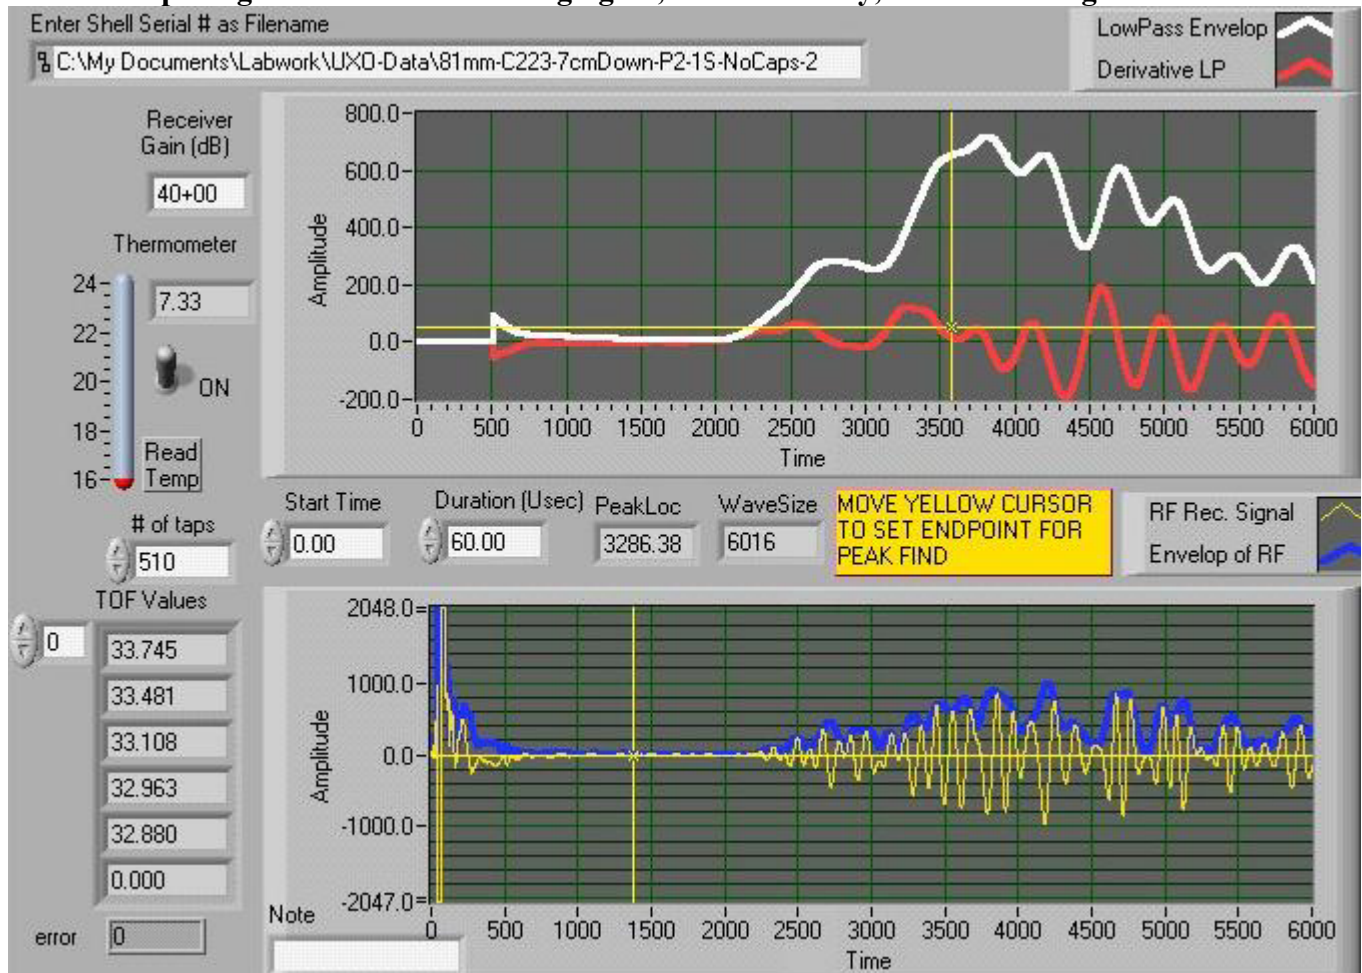 Enter Shell Serial # as Filename
C:\My Documents\Labwork\UXO-Data\81mm-C223-7cmDown-P2-1S-NoCaps-2
LowPass Envelop
Derivative LP
Receiver
Gain (dB)
40+00
Thermometer
24
22
20
18
16
7.33
ON
Read
Temp
# of taps
510
800.0
600.0
400.0
200.0
0.0
-200.0
Amplitude
0 500 1000 1500 2000 2500 3000 3500 4000 4500 5000 5500 6000
Time
Start Time
0.00
Duration (Usec)
60.00
PeakLoc
3286.38
WaveSize
6016
MOVE YELLOW CURSOR
TO SET ENDPOINT FOR
PEAK FIND
RF Rec. Signal
Envelop of RF
TOF Values
0
33.745
33.481
33.108
32.963
32.880
0.000
error
0
2048.0
1000.0
0.0
-1000.0
-2047.0
Amplitude
0 500 1000 1500 2000 2500 3000 3500 4000 4500 5000 5500 6000
Time
Note